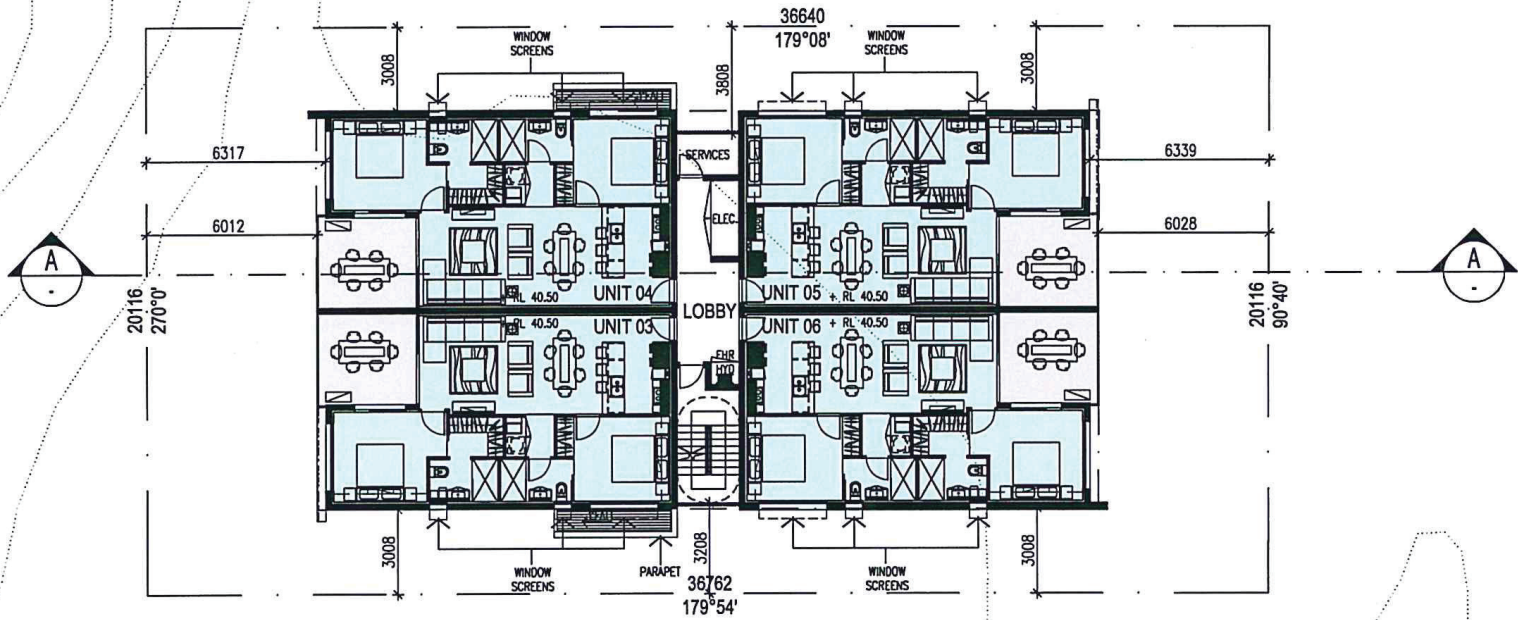 36640
179°08'
WINDOW
SCREENS
WINDOW
SCREENS
3008
3808
3008
6317
SERVICES
6339
ELEC
6012
6028
A
-
A
-
20116
270°0'
20116
90°40'
RL 40.50
UNIT 04
UNIT 05
+ RL 40.50
LOBBY
RL 40.50
UNIT 03
UNIT 06
+ RL 40.50
FHR
HYD
3008
3208
3008
WINDOW
SCREENS
PARAPET
WINDOW
SCREENS
36762
179°54'